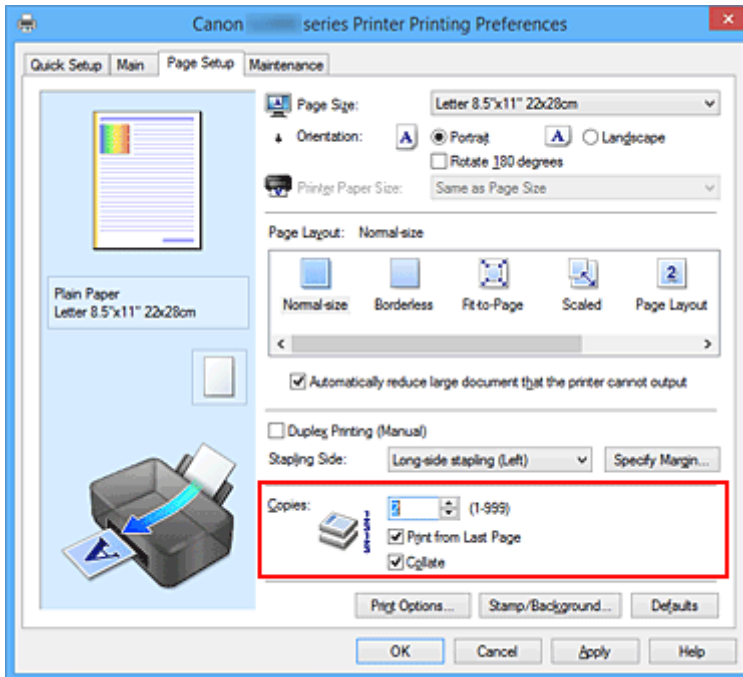 Canon series Printer Printing Preferences
Quick Setup Main Page Setup Maintenance
Page Size: Letter 8.5"x11" 22x28cm
Orientation: A Portrait A Landscape
Rotate 180 degrees
Printer Paper Size: Same as Page Size
Page Layout: Normal-size
2
Normal-size Borderless Fit-to-Page Scaled Page Layout
Plain Paper
Letter 8.5"x11" 22x28cm
Automatically reduce large document that the printer cannot output
Duplex Printing (Manual)
Stapling Side: Long-side stapling (Left) Specify Margin...
Copies: 2 (1-999)
Print from Last Page
Collate
A
Print Options... Stamp/Background... Defaults
OK Cancel Apply Help